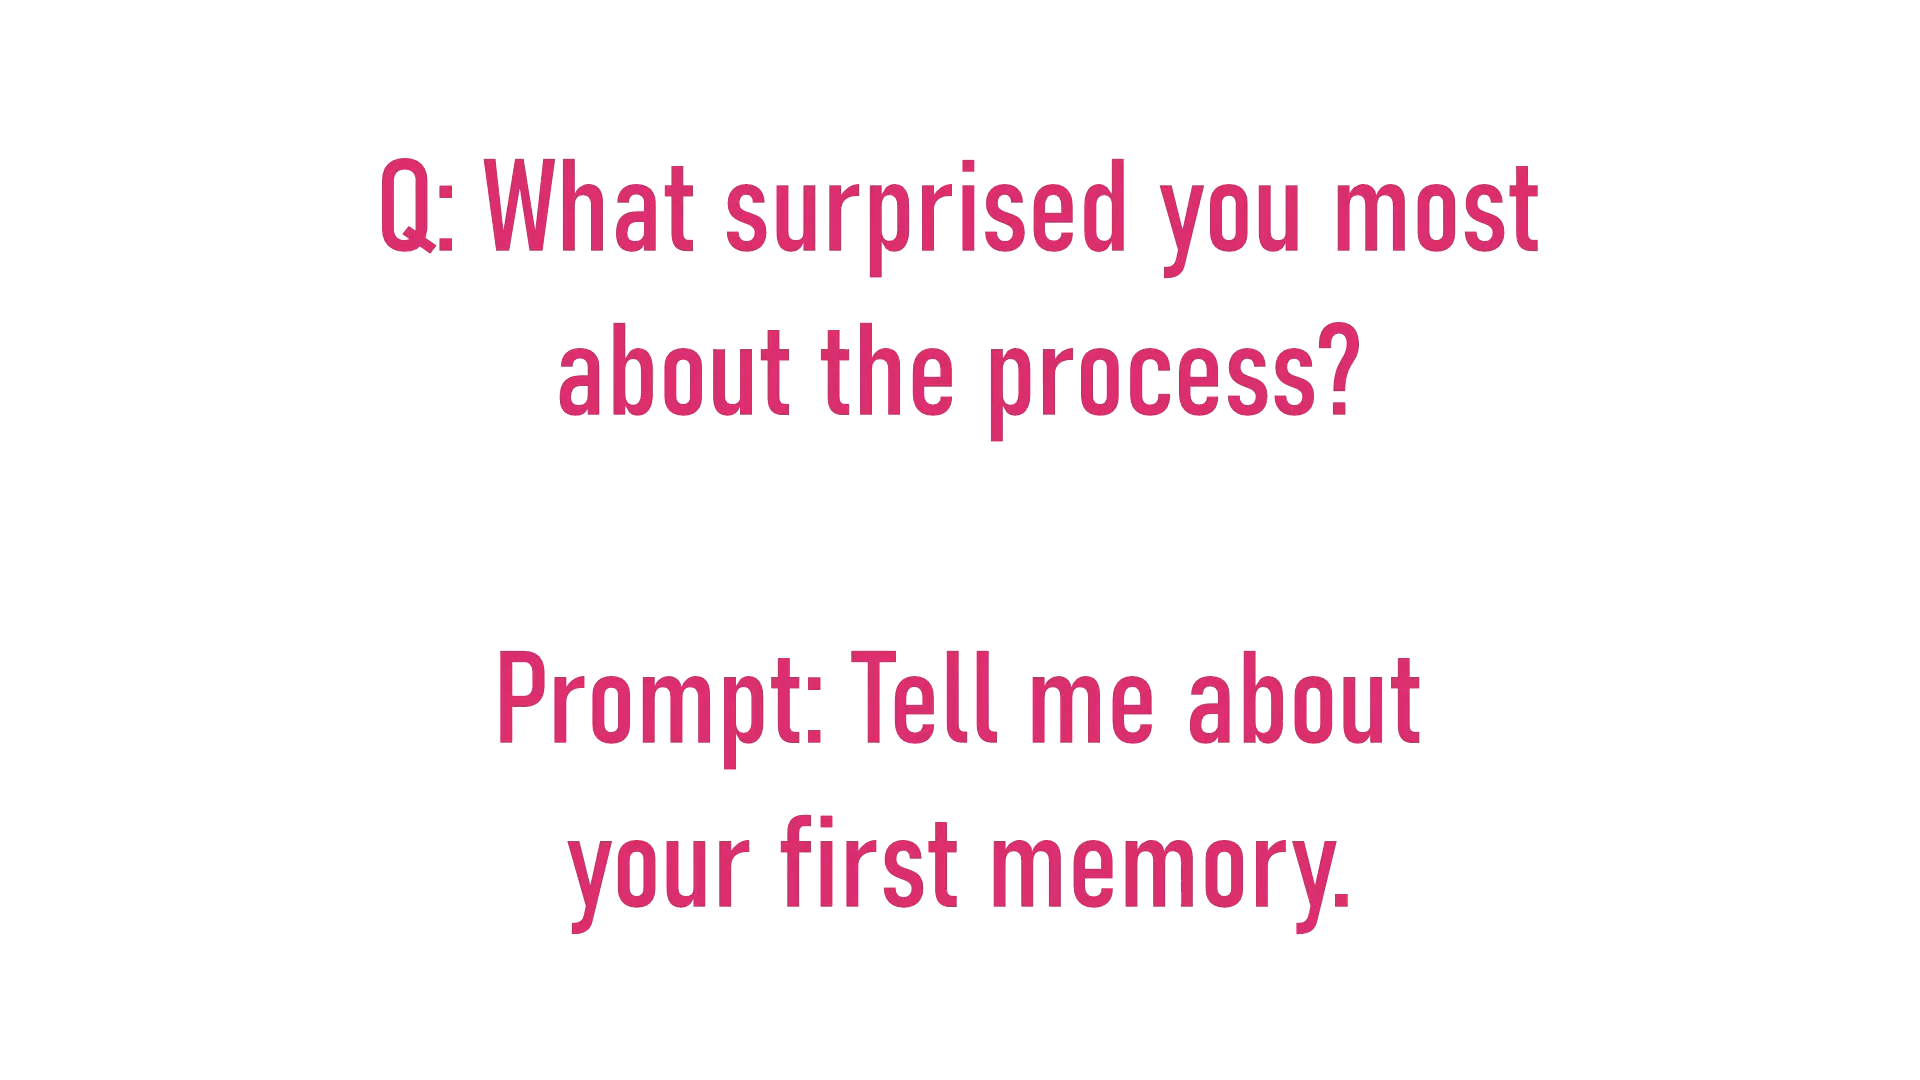 Q: What surprised you most
about the process?
Prompt: Tell me about
your first memory.